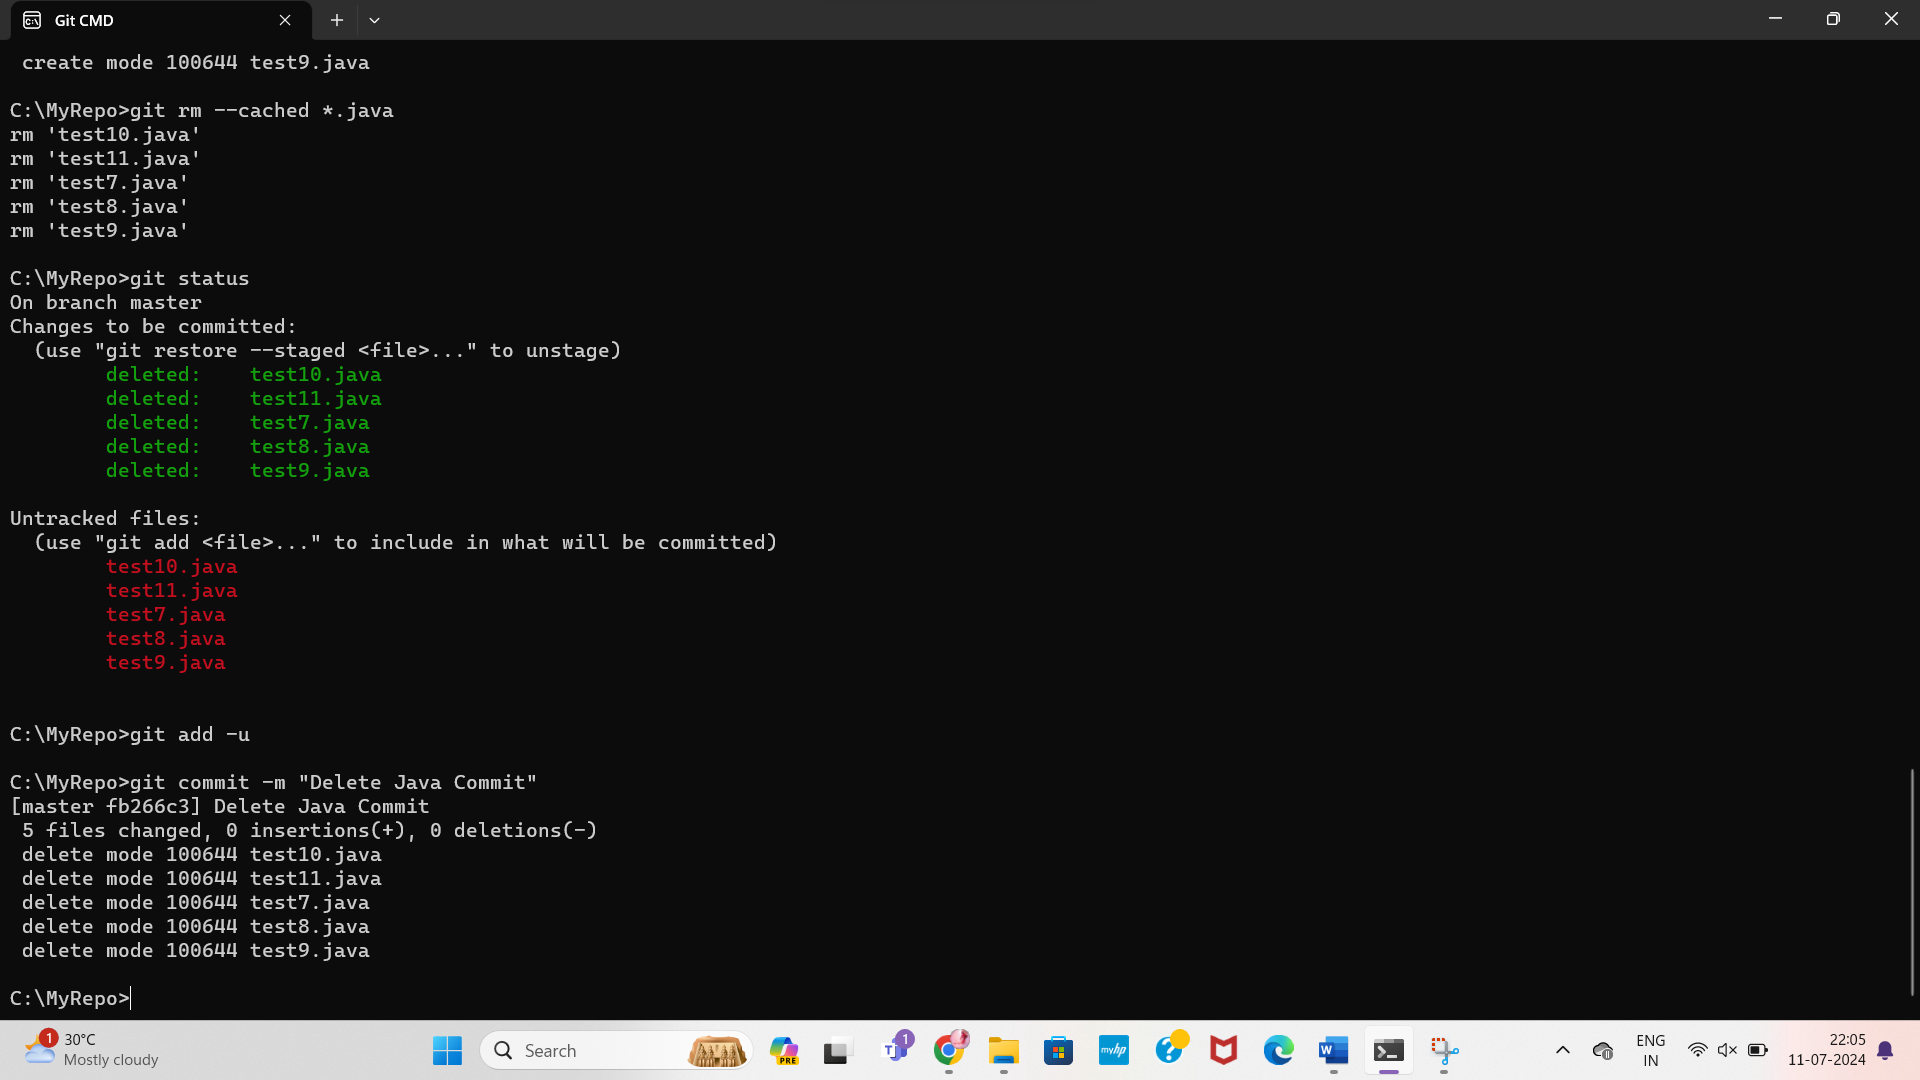 Git CMD
 create mode 100644 test9.java
C:\MyRepo>git rm --cached *.java
rm 'test10.java'
rm 'test11.java'
rm 'test7.java'
rm 'test8.java'
rm 'test9.java'
C:\MyRepo>git status
On branch master
Changes to be committed:
  (use "git restore --staged <file>..." to unstage)
        deleted:    test10.java
        deleted:    test11.java
        deleted:    test7.java
        deleted:    test8.java
        deleted:    test9.java
Untracked files:
  (use "git add <file>..." to include in what will be committed)
        test10.java
        test11.java
        test7.java
        test8.java
        test9.java
C:\MyRepo>git add -u
C:\MyRepo>git commit -m "Delete Java Commit"
[master fb266c3] Delete Java Commit
 5 files changed, 0 insertions(+), 0 deletions(-)
 delete mode 100644 test10.java
 delete mode 100644 test11.java
 delete mode 100644 test7.java
 delete mode 100644 test8.java
 delete mode 100644 test9.java
C:\MyRepo>
1
30°C
Mostly cloudy
Search
PRE
1
myhp
ENG
IN
22:05
11-07-2024